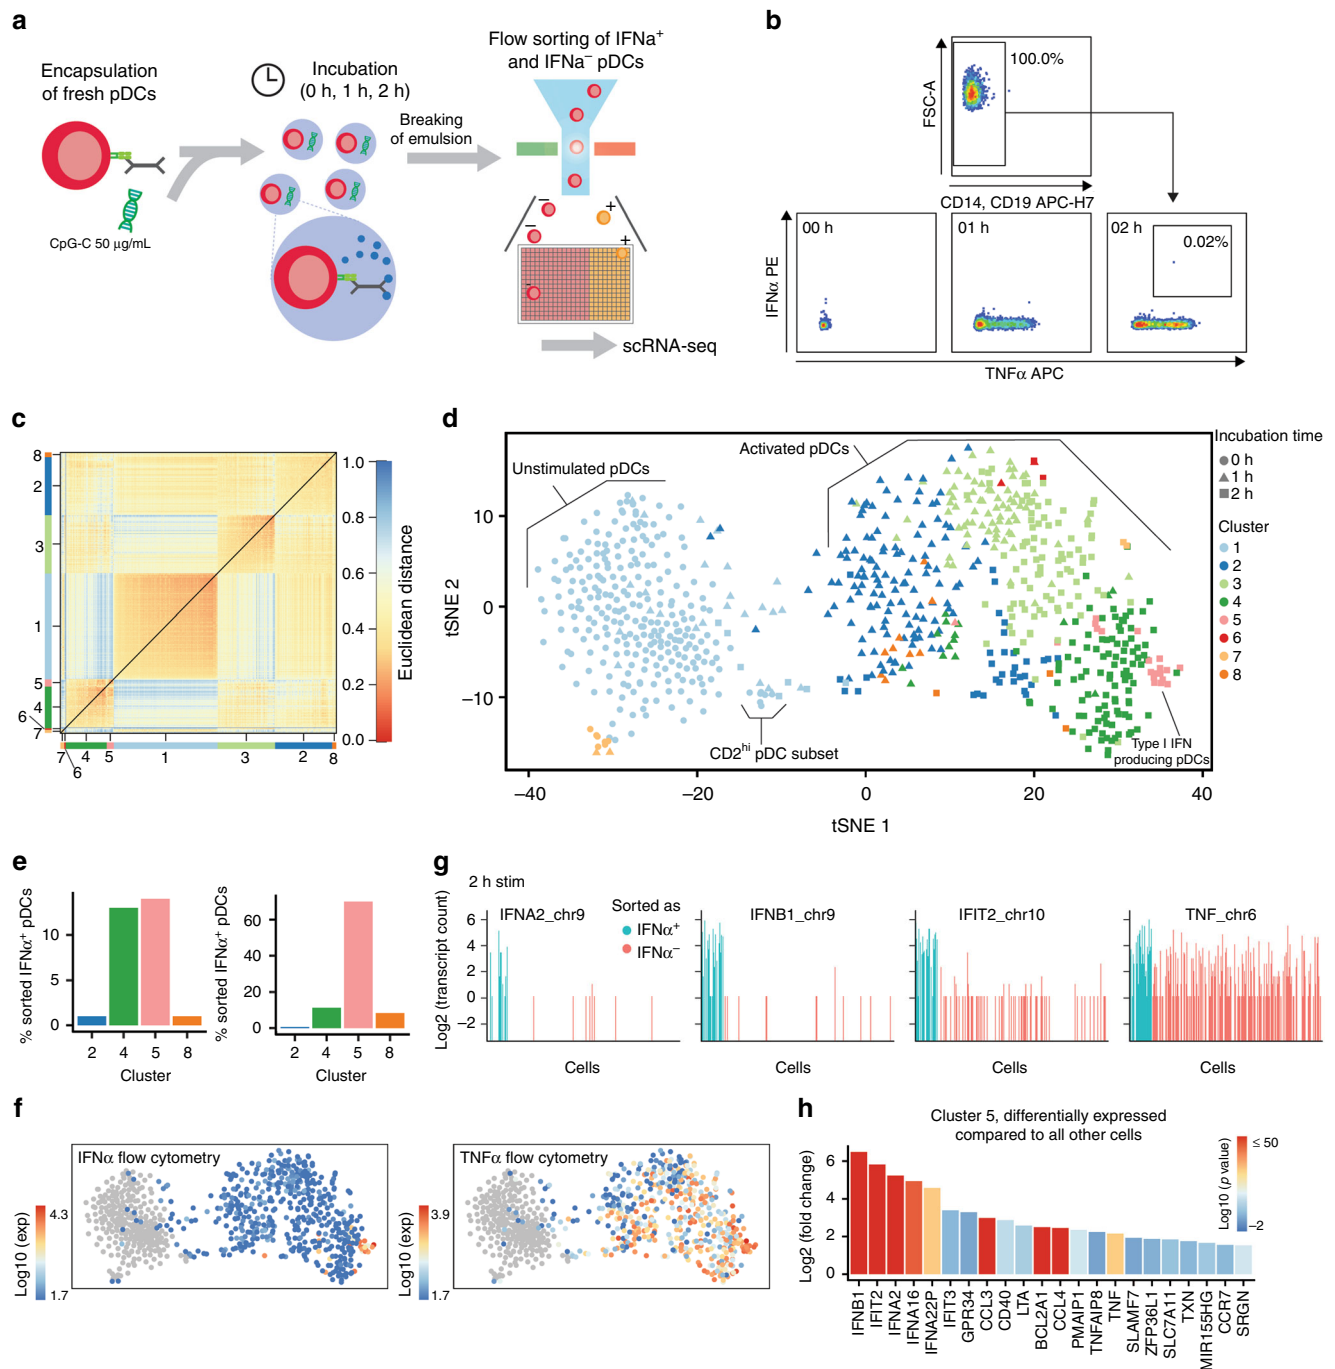 a
Encapsulation
of fresh pDCs
CpG-C 50 μg/mL
Incubation
(0 h, 1 h, 2 h)
Breaking
of emulsion
Flow sorting of IFNa+
and IFNa– pDCs
–
–
-
+
+
scRNA-seq
b
FSC-A
100.0%
CD14, CD19 APC-H7
IFNα PE
00 h
01 h
02 h
0.02%
TNFα APC
c
8
2
3
1
5
4
6
7
7 4 5 1 3 2 8
6
1.0
0.8
0.6
0.4
0.2
0.0
Euclidean distance
d
Unstimulated pDCs
Activated pDCs
CD2hi pDC subset
Type I IFN
producing pDCs
tSNE 2
10
0
–10
–40 –20 0 20 40
tSNE 1
Incubation time
0 h
1 h
2 h
Cluster
1
2
3
4
5
6
7
8
e
% sorted IFNα+ pDCs
10
5
0
2 4 5 8
Cluster
% sorted IFNα+ pDCs
60
40
20
0
2 4 5 8
Cluster
f
IFNα flow cytometry
Log10 (exp)
4.3
1.7
TNFα flow cytometry
Log10 (exp)
3.9
1.7
g
2 h stim
Log2 (transcript count)
6
4
2
0
–2
IFNA2_chr9
Sorted as
IFNα+
IFNα–
IFNB1_chr9
IFIT2_chr10
TNF_chr6
Cells
Cells
Cells
Cells
h
Cluster 5, differentially expressed
compared to all other cells
Log2 (fold change)
6
4
2
0
Log10 (p value)
≤ 50
–2
IFNB1
IFIT2
IFNA2
IFNA16
IFNA22P
IFIT3
GPR34
CCL3
CD40
LTA
BCL2A1
CCL4
PMAIP1
TNFAIP8
TNF
SLAMF7
ZFP36L1
SLC7A11
TXN
MIR155HG
CCR7
SRGN